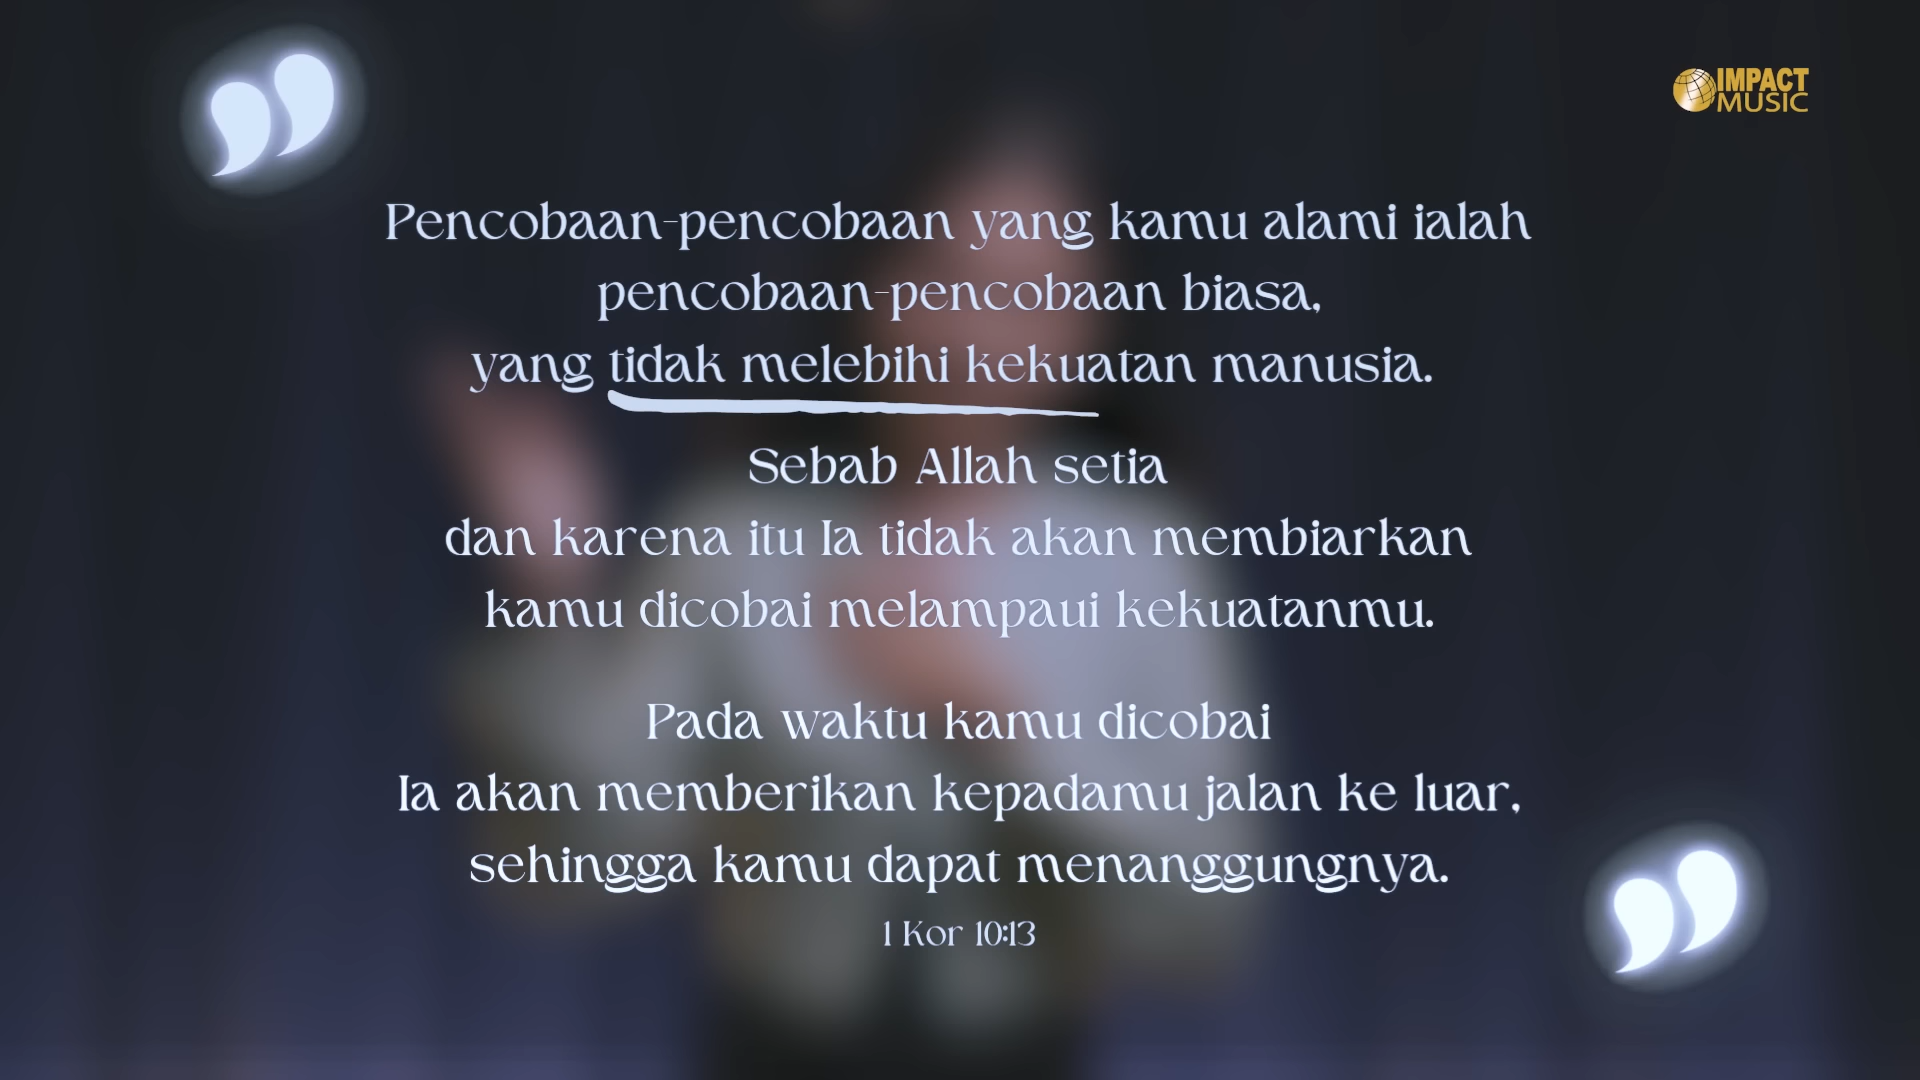 IMPACT
MUSIC
Pencobaan-pencobaan yang kamu alami ialah
pencobaan-pencobaan biasa,
yang tidak melebihi kekuatan manusia.
Sebab Allah setia
dan karena itu Ia tidak akan membiarkan
kamu dicobai melampaui kekuatanmu.
Pada waktu kamu dicobai
Ia akan memberikan kepadamu jalan ke luar,
sehingga kamu dapat menanggungnya.
1 Kor 10:13